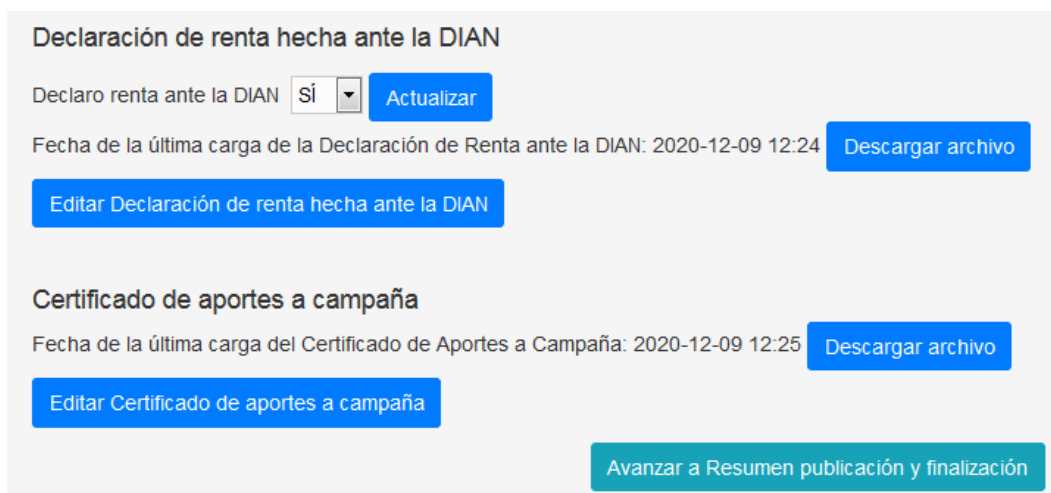 Declaración de renta hecha ante la DIAN
Declaro renta ante la DIAN SÍ Actualizar
Fecha de la última carga de la Declaración de Renta ante la DIAN: 2020-12-09 12:24 Descargar archivo
Editar Declaración de renta hecha ante la DIAN
Certificado de aportes a campaña
Fecha de la última carga del Certificado de Aportes a Campaña: 2020-12-09 12:25 Descargar archivo
Editar Certificado de aportes a campaña
Avanzar a Resumen publicación y finalización